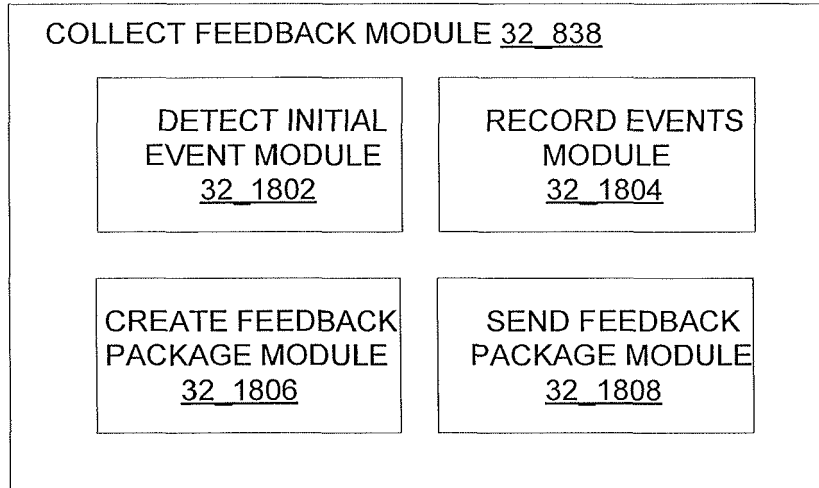 COLLECT FEEDBACK MODULE 32_838
DETECT INITIAL
EVENT MODULE
32_1802
RECORD EVENTS
MODULE
32_1804
CREATE FEEDBACK
PACKAGE MODULE
32_1806
SEND FEEDBACK
PACKAGE MODULE
32_1808